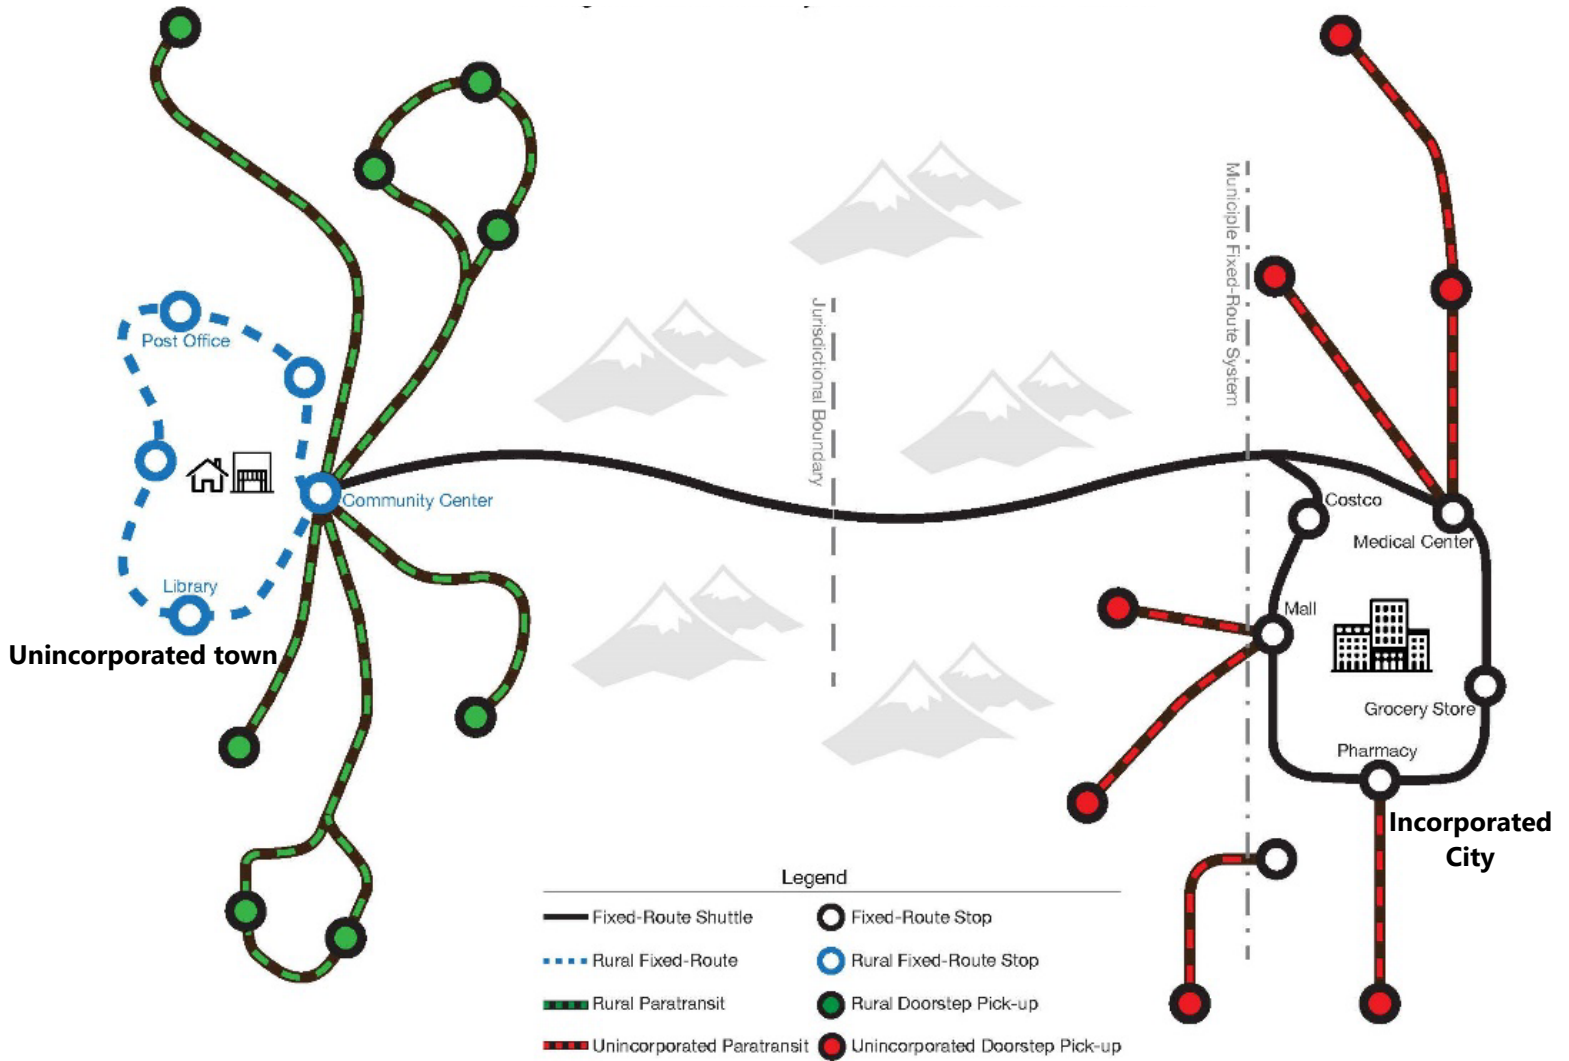 Municiple Fixed-Route System
Jurisdictional Boundary
Post Office
Community Center
Library
Unincorporated town
Costco
Medical Center
Mall
Grocery Store
Pharmacy
Incorporated
City
Legend
Fixed-Route Shuttle
Fixed-Route Stop
Rural Fixed-Route
Rural Fixed-Route Stop
Rural Paratransit
Rural Doorstep Pick-up
Unincorporated Paratransit
Unincorporated Doorstep Pick-up